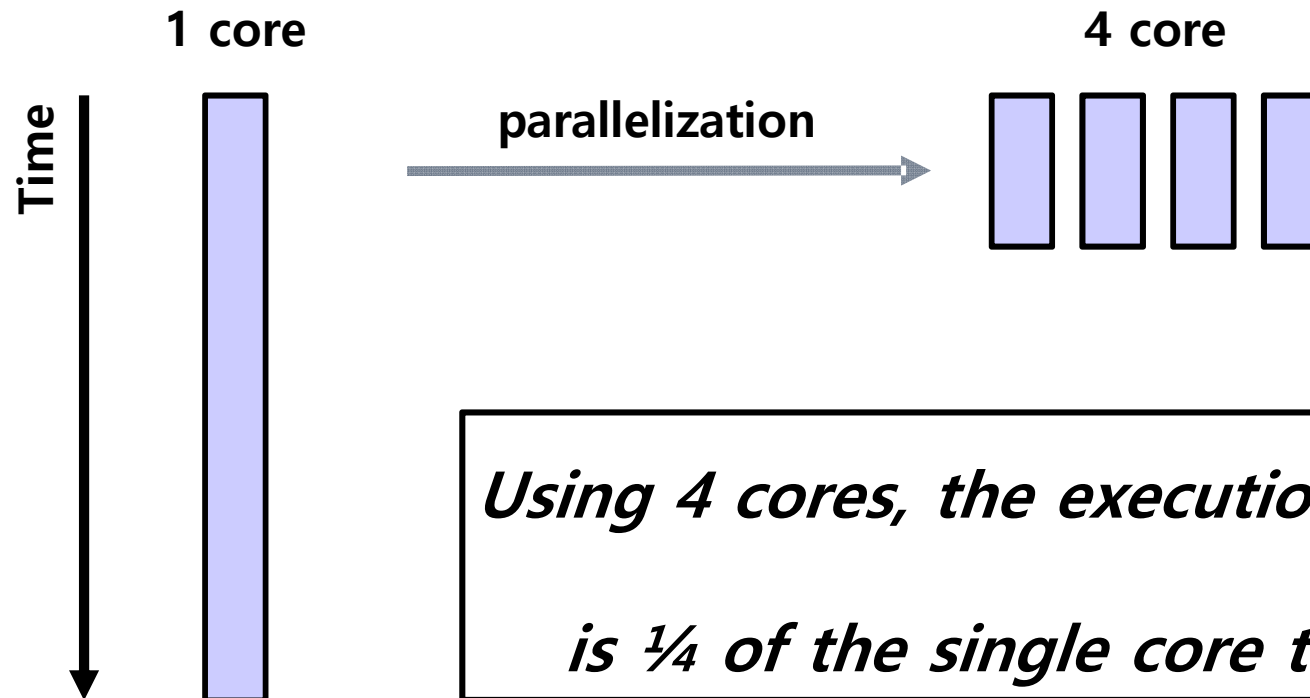 1 core
4 core
Time
parallelization
Using 4 cores, the executio
is ¼ of the single core t